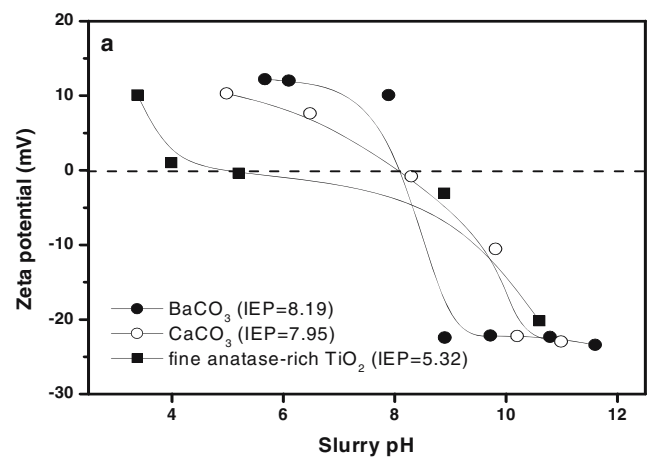 a
20
10
0
-10
-20
-30
Zeta potential (mV)
BaCO₃ (IEP=8.19)
CaCO₃ (IEP=7.95)
fine anatase-rich TiO₂ (IEP=5.32)
4 6 8 10 12
Slurry pH